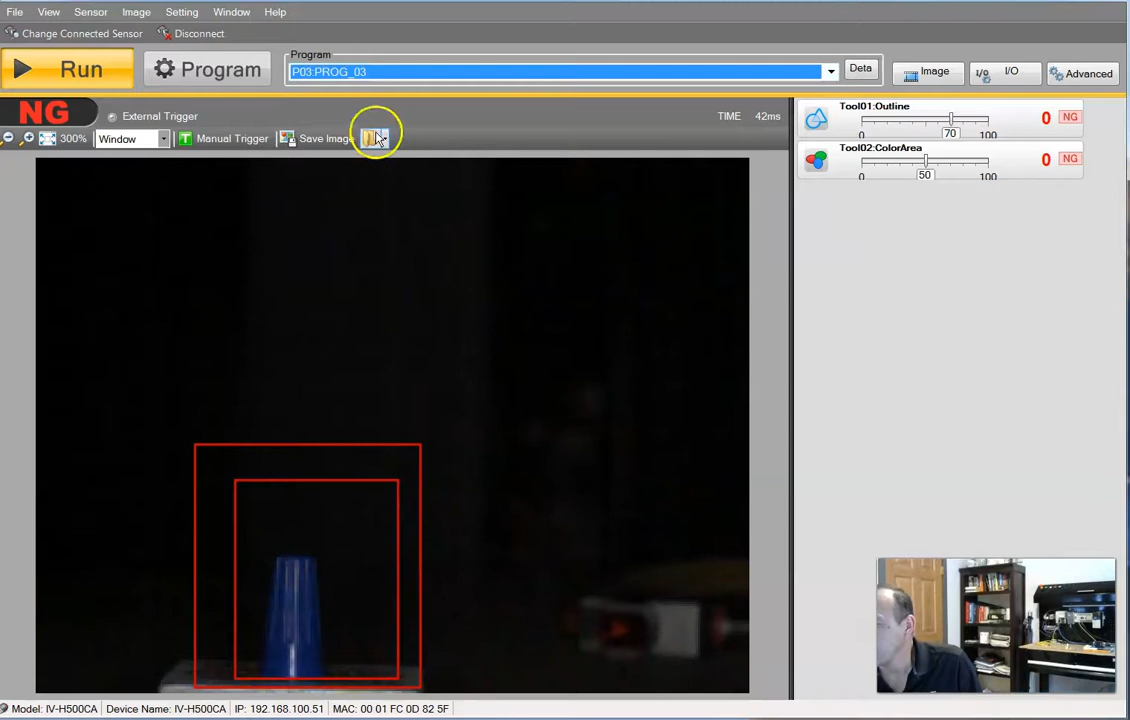 File View Sensor Image Setting Window Help
Change Connected Sensor Disconnect
Run Program Program P03:PROG_03 Deta Image I/O I/O Advanced
NG External Trigger TIME 42ms
300% Window T Manual Trigger Save Image
Tool01:Outline
0 70 100 0 NG
Tool02:ColorArea
0 50 100 0 NG
Model: IV-H500CA Device Name: IV-H500CA IP: 192.168.100.51 MAC: 00 01 FC 0D 82 5F